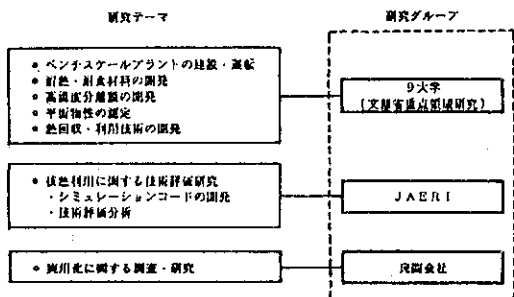 研究テーマ
研究グループ
• ベンチスケールプラントの建設・運転
• 耐熱・耐食材料の開発
• 高温度分離膜の開発
• 平衡物性の測定
• 熱回収・利用技術の開発
9大学
(文部省重点領域研究)
• 核熱利用に関する技術評価研究
・シミュレーションコードの開発
・技術評価分析
JAERI
• 実用化に関する調査・研究
民間会社